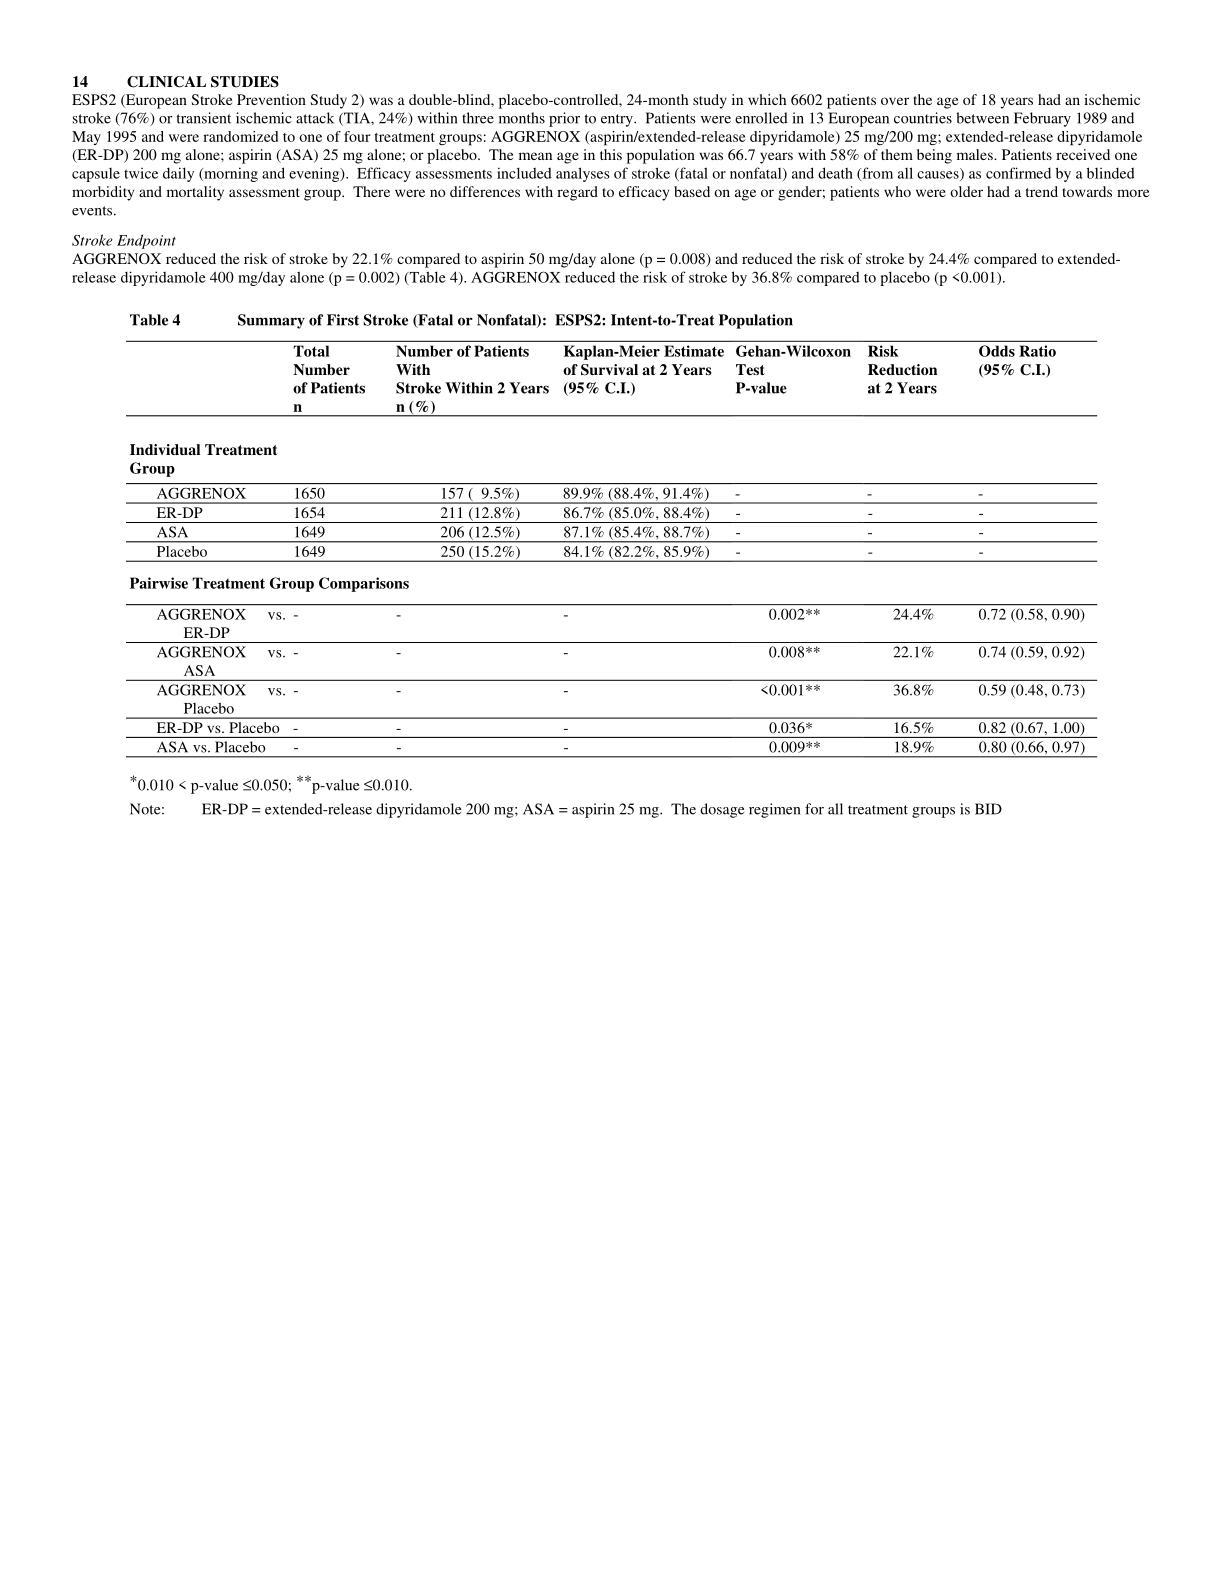 14 CLINICAL STUDIES
ESPS2 (European Stroke Prevention Study 2) was a double-blind, placebo-controlled, 24-month study in which 6602 patients over the age of 18 years had an ischemic
stroke (76%) or transient ischemic attack (TIA, 24%) within three months prior to entry. Patients were enrolled in 13 European countries between February 1989 and
May 1995 and were randomized to one of four treatment groups: AGGRENOX (aspirin/extended-release dipyridamole) 25 mg/200 mg; extended-release dipyridamole
(ER-DP) 200 mg alone; aspirin (ASA) 25 mg alone; or placebo. The mean age in this population was 66.7 years with 58% of them being males. Patients received one
capsule twice daily (morning and evening). Efficacy assessments included analyses of stroke (fatal or nonfatal) and death (from all causes) as confirmed by a blinded
morbidity and mortality assessment group. There were no differences with regard to efficacy based on age or gender; patients who were older had a trend towards more
events.
Stroke Endpoint
AGGRENOX reduced the risk of stroke by 22.1% compared to aspirin 50 mg/day alone (p = 0.008) and reduced the risk of stroke by 24.4% compared to extended-
release dipyridamole 400 mg/day alone (p = 0.002) (Table 4). AGGRENOX reduced the risk of stroke by 36.8% compared to placebo (p <0.001).
Table 4 Summary of First Stroke (Fatal or Nonfatal): ESPS2: Intent-to-Treat Population
Total Number of Patients Kaplan-Meier Estimate Gehan-Wilcoxon Risk Odds Ratio
Number With of Survival at 2 Years Test Reduction (95% C.I.)
of Patients Stroke Within 2 Years (95% C.I.) P-value at 2 Years
n n (%)
Individual Treatment
Group
AGGRENOX 1650 157 ( 9.5%) 89.9% (88.4%, 91.4%) - - -
ER-DP 1654 211 (12.8%) 86.7% (85.0%, 88.4%) - - -
ASA 1649 206 (12.5%) 87.1% (85.4%, 88.7%) - - -
Placebo 1649 250 (15.2%) 84.1% (82.2%, 85.9%) - - -
Pairwise Treatment Group Comparisons
AGGRENOX vs. - - - 0.002** 24.4% 0.72 (0.58, 0.90)
ER-DP
AGGRENOX vs. - - - 0.008** 22.1% 0.74 (0.59, 0.92)
ASA
AGGRENOX vs. - - - <0.001** 36.8% 0.59 (0.48, 0.73)
Placebo
ER-DP vs. Placebo - - - 0.036* 16.5% 0.82 (0.67, 1.00)
ASA vs. Placebo - - - 0.009** 18.9% 0.80 (0.66, 0.97)
*0.010 < p-value ≤0.050; **p-value ≤0.010.
Note: ER-DP = extended-release dipyridamole 200 mg; ASA = aspirin 25 mg. The dosage regimen for all treatment groups is BID